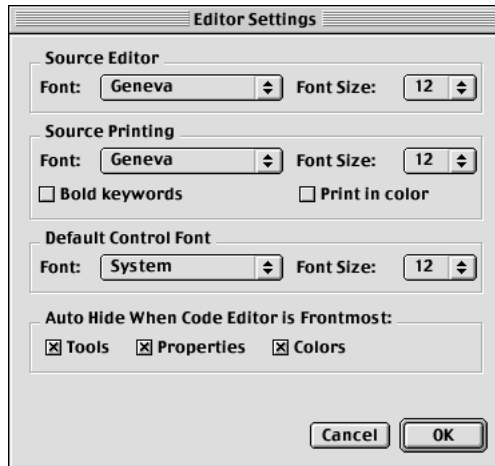 Editor Settings
Source Editor
Font: Geneva Font Size: 12
Source Printing
Font: Geneva Font Size: 12
Bold keywords Print in color
Default Control Font
Font: System Font Size: 12
Auto Hide When Code Editor is Frontmost:
Tools Properties Colors
Cancel OK